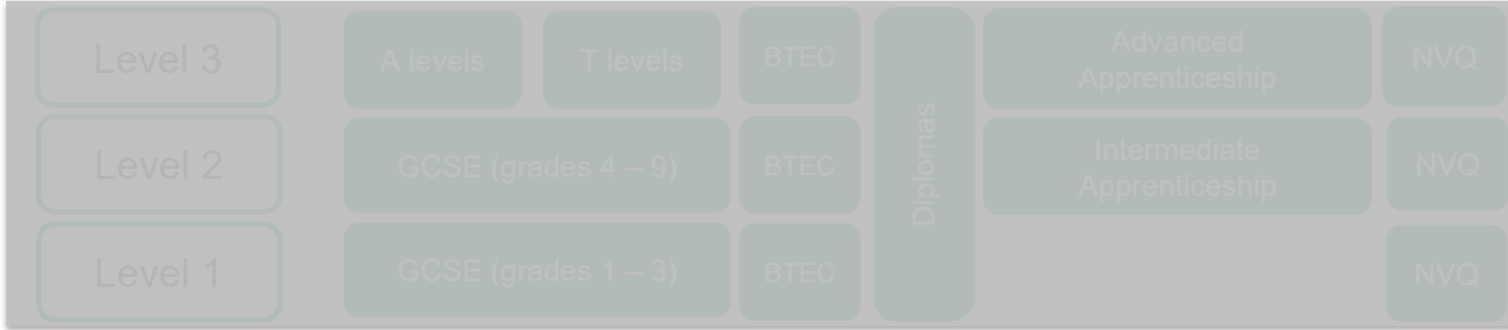 Level 3
A levels
T levels
BTEC
Diplomas
Advanced
Apprenticeship
NVQ
Level 2
GCSE (grades 4 – 9)
BTEC
Intermediate
Apprenticeship
NVQ
Level 1
GCSE (grades 1 – 3)
BTEC
NVQ